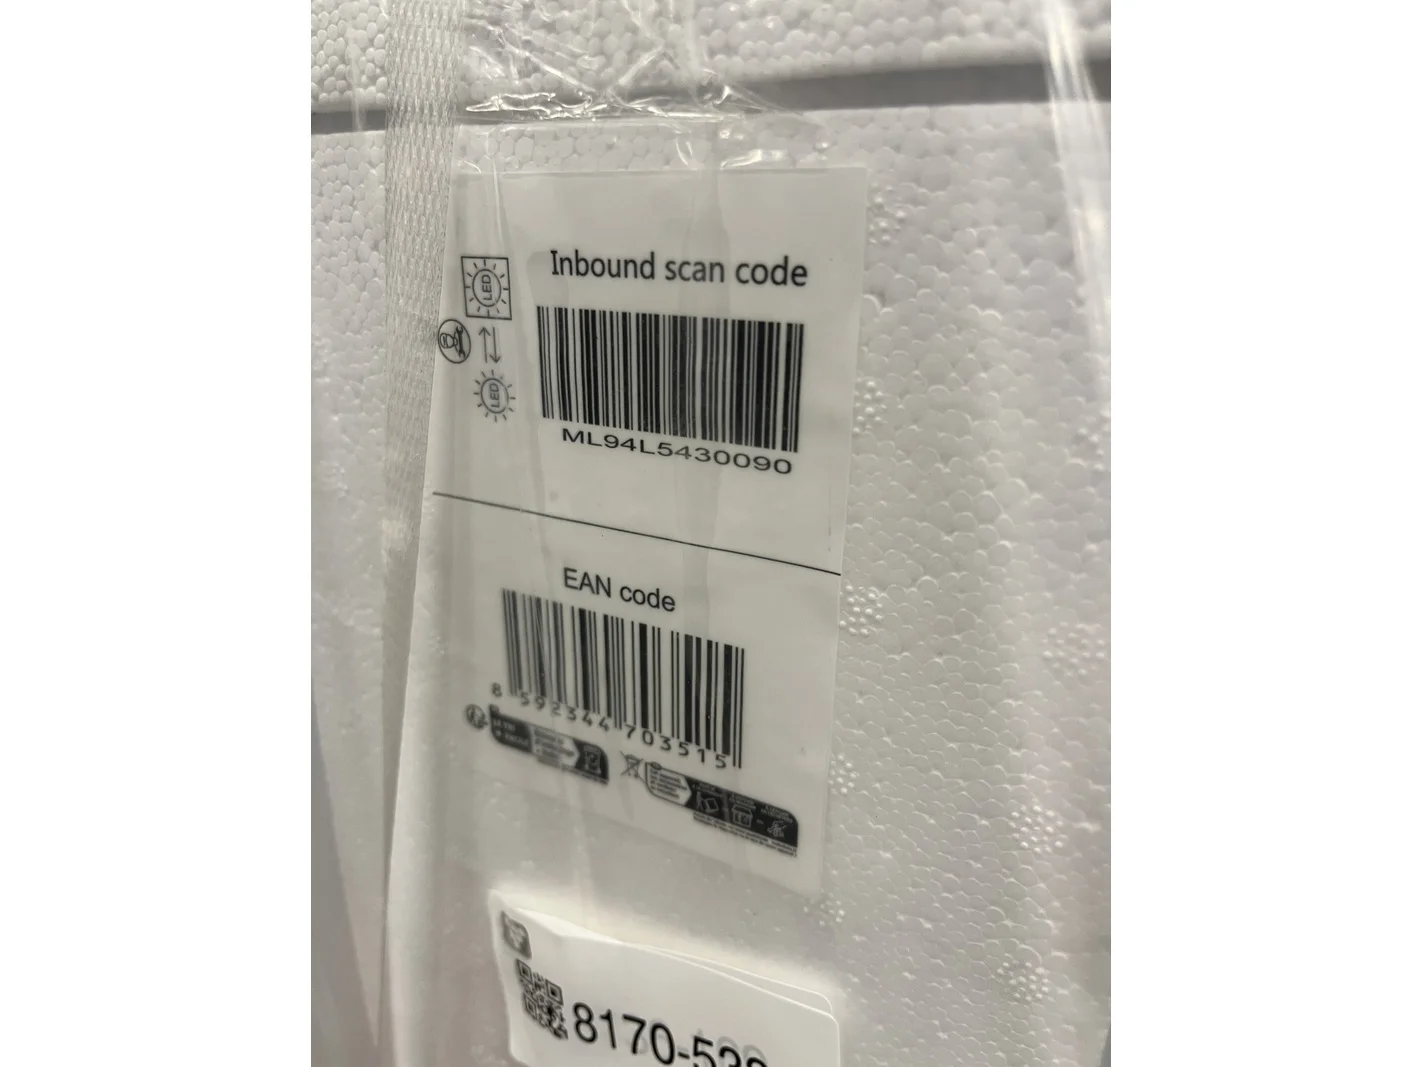 Inbound scan code
LED
LED
ML94L5430090
EAN code
8 592344 703515
8170-53